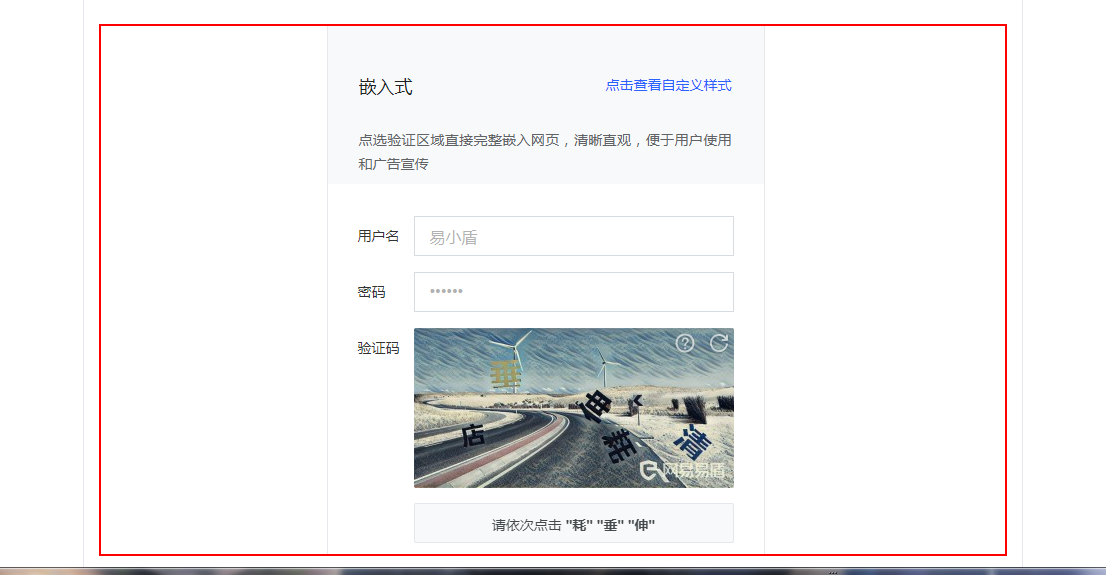 嵌入式 点击查看自定义样式
点选验证区域直接完整嵌入网页，清晰直观，便于用户使用
和广告宣传
用户名 易小盾
密码 ••••••
验证码
垂
伸
店
耗
清
网易易盾
请依次点击 "耗" "垂" "伸"